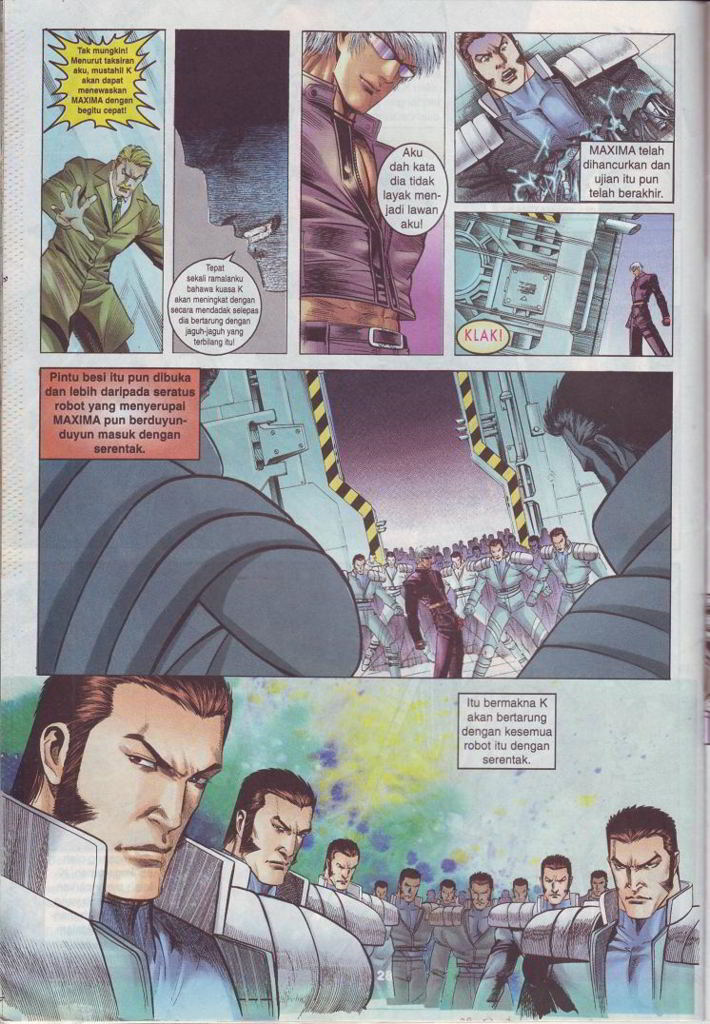 Tak mungkin!
Menurut taksiran
aku, mustahil K
akan dapat
menewaskan
MAXIMA dengan
begitu cepat!
Tepat
sekali ramalanku
bahawa kuasa K
akan meningkat dengan
secara mendadak selepas
dia bertarung dengan
jaguh-jaguh yang
terbilang itu!
Aku
dah kata
dia tidak
layak men-
jadi lawan
aku!
MAXIMA telah
dihancurkan dan
ujian itu pun
telah berakhir.
KLAK!
Pintu besi itu pun dibuka
dan lebih daripada seratus
robot yang menyerupai
MAXIMA pun berduyun-
duyun masuk dengan
serentak.
Itu bermakna K
akan bertarung
dengan kesemua
robot itu dengan
serentak.
28